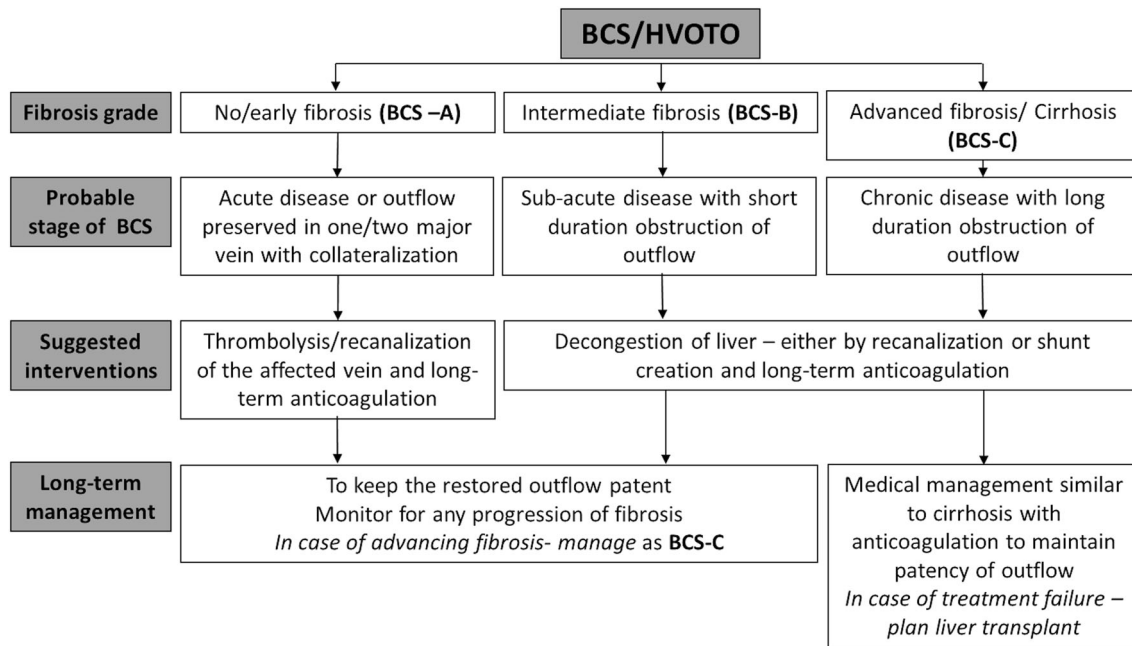 BCS/HVOTO
Fibrosis grade
No/early fibrosis (BCS –A)
Intermediate fibrosis (BCS-B)
Advanced fibrosis/ Cirrhosis
(BCS-C)
Probable
stage of BCS
Acute disease or outflow
preserved in one/two major
vein with collateralization
Sub-acute disease with short
duration obstruction of
outflow
Chronic disease with long
duration obstruction of
outflow
Suggested
interventions
Thrombolysis/recanalization
of the affected vein and long-
term anticoagulation
Decongestion of liver – either by recanalization or shunt
creation and long-term anticoagulation
Long-term
management
To keep the restored outflow patent
Monitor for any progression of fibrosis
In case of advancing fibrosis- manage as BCS-C
Medical management similar
to cirrhosis with
anticoagulation to maintain
patency of outflow
In case of treatment failure –
plan liver transplant